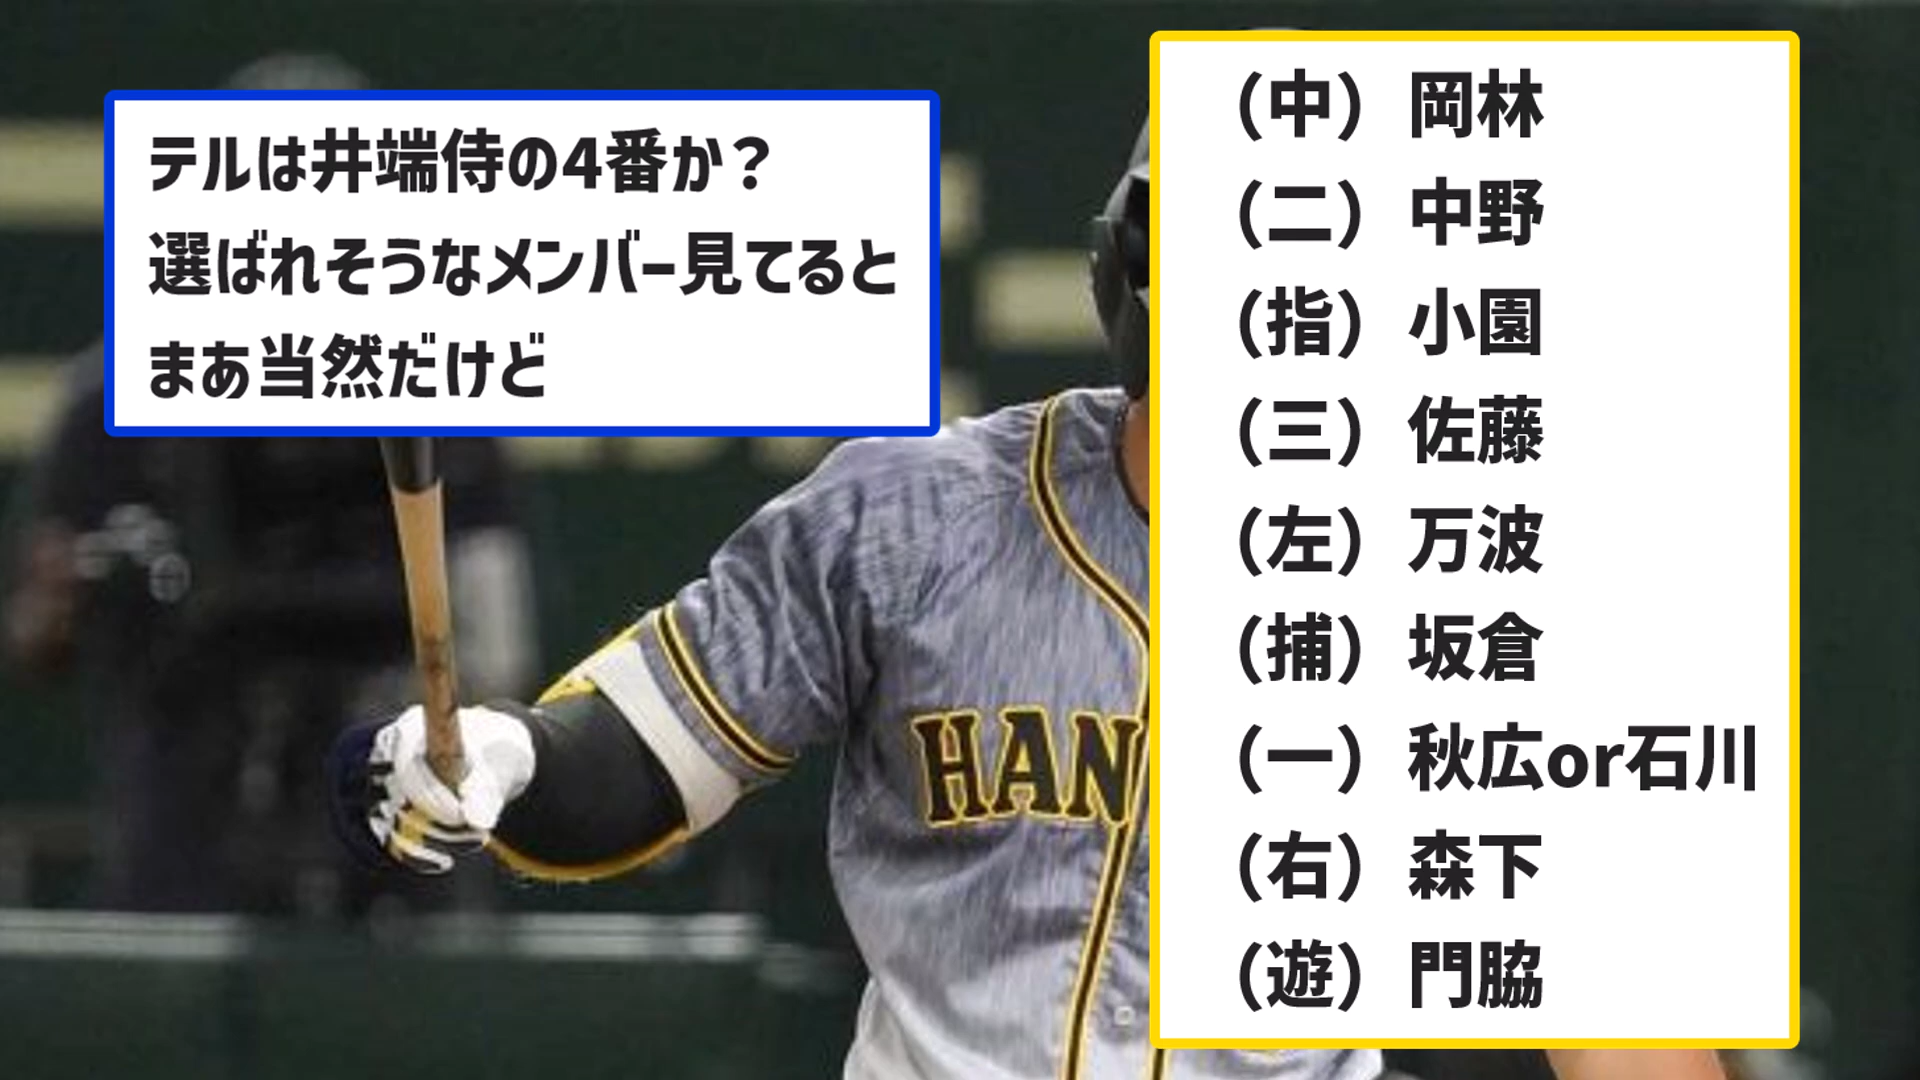 テルは井端侍の4番か？
選ばれそうなメンバー見てると
まあ当然だけど
（中）岡林
（二）中野
（指）小園
（三）佐藤
（左）万波
（捕）坂倉
（一）秋広or石川
（右）森下
（遊）門脇
HAN